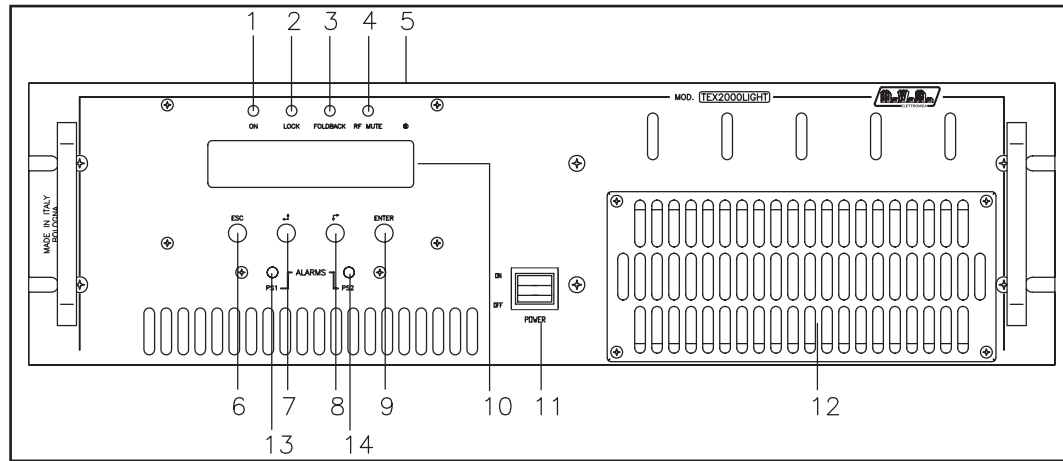 1 2 3 4 5
MOD. TEX2000LIGHT
R.V.R.
ELETTRONICA
ON LOCK FOLDBACK RF MUTE
MADE IN ITALY
BOLOGNA
ESC ENTER
ALARMS
PS1 PS2
ON
OFF
POWER
6 7 8 9 10 11 12
13 14